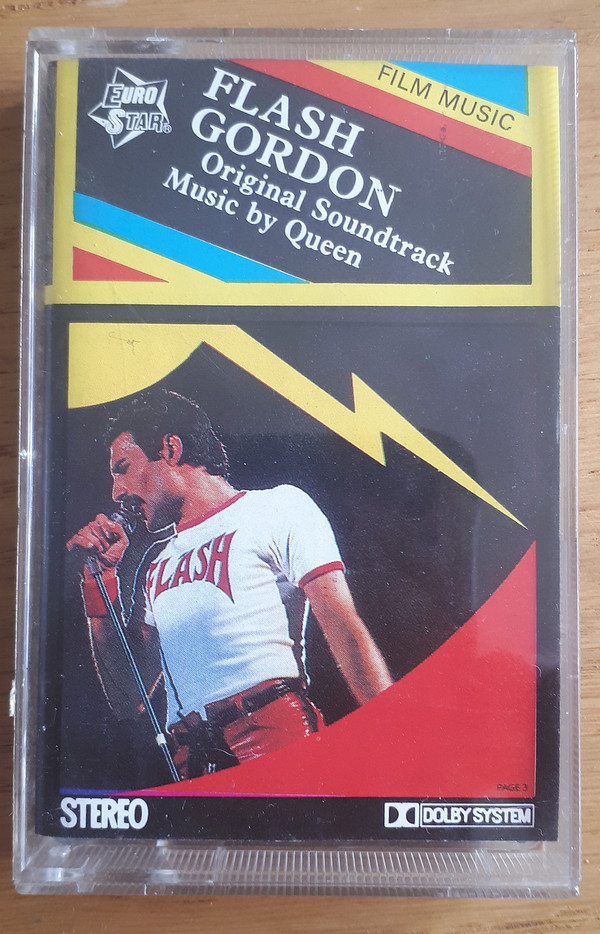 EURO
STAR®
FILM MUSIC
FLASH
GORDON
Original Soundtrack
Music by Queen
FLASH
PAGE 3
STEREO
DOLBY SYSTEM